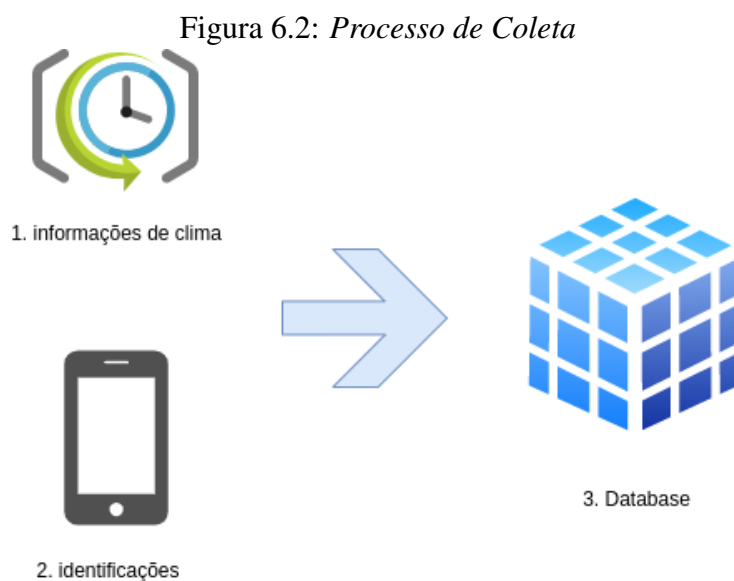 Figura 6.2: Processo de Coleta
1. informações de clima
2. identificações
3. Database